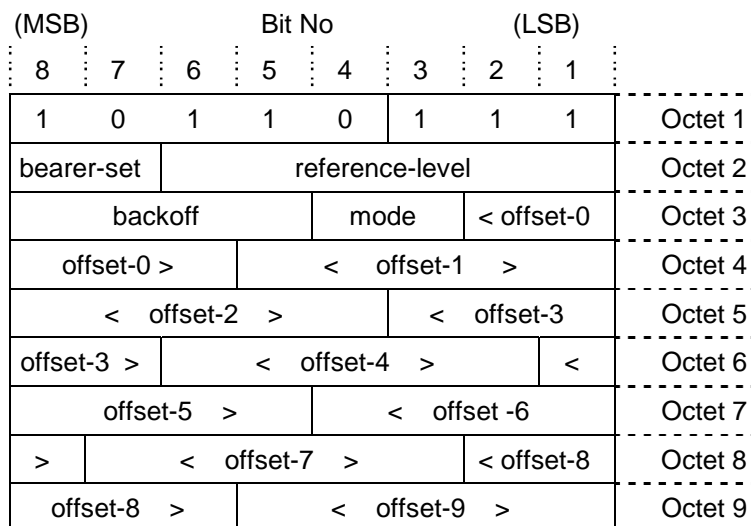 (MSB) Bit No (LSB)
8 7 6 5 4 3 2 1
1 0 1 1 0 1 1 1 Octet 1
bearer-set reference-level Octet 2
backoff mode < offset-0 Octet 3
offset-0 > < offset-1 > Octet 4
< offset-2 > < offset-3 Octet 5
offset-3 > < offset-4 > < Octet 6
offset-5 > < offset -6 Octet 7
> < offset-7 > < offset-8 Octet 8
offset-8 > < offset-9 > Octet 9